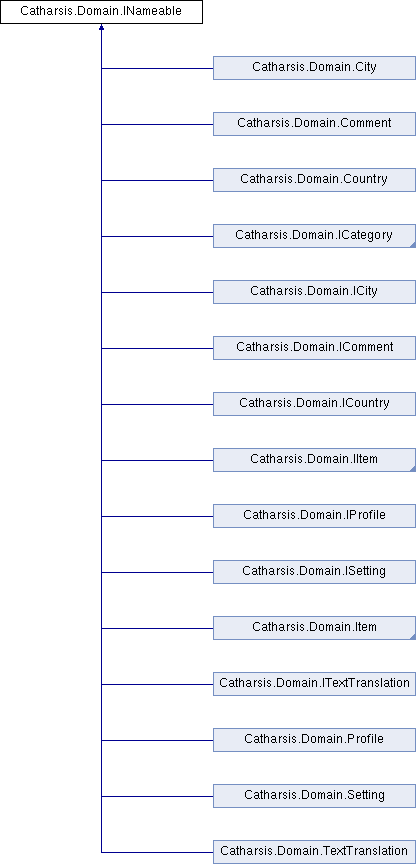 Catharsis.Domain.INameable
Catharsis.Domain.City
Catharsis.Domain.Comment
Catharsis.Domain.Country
Catharsis.Domain.ICategory
Catharsis.Domain.ICity
Catharsis.Domain.IComment
Catharsis.Domain.ICountry
Catharsis.Domain.IItem
Catharsis.Domain.IProfile
Catharsis.Domain.ISetting
Catharsis.Domain.Item
Catharsis.Domain.ITextTranslation
Catharsis.Domain.Profile
Catharsis.Domain.Setting
Catharsis.Domain.TextTranslation